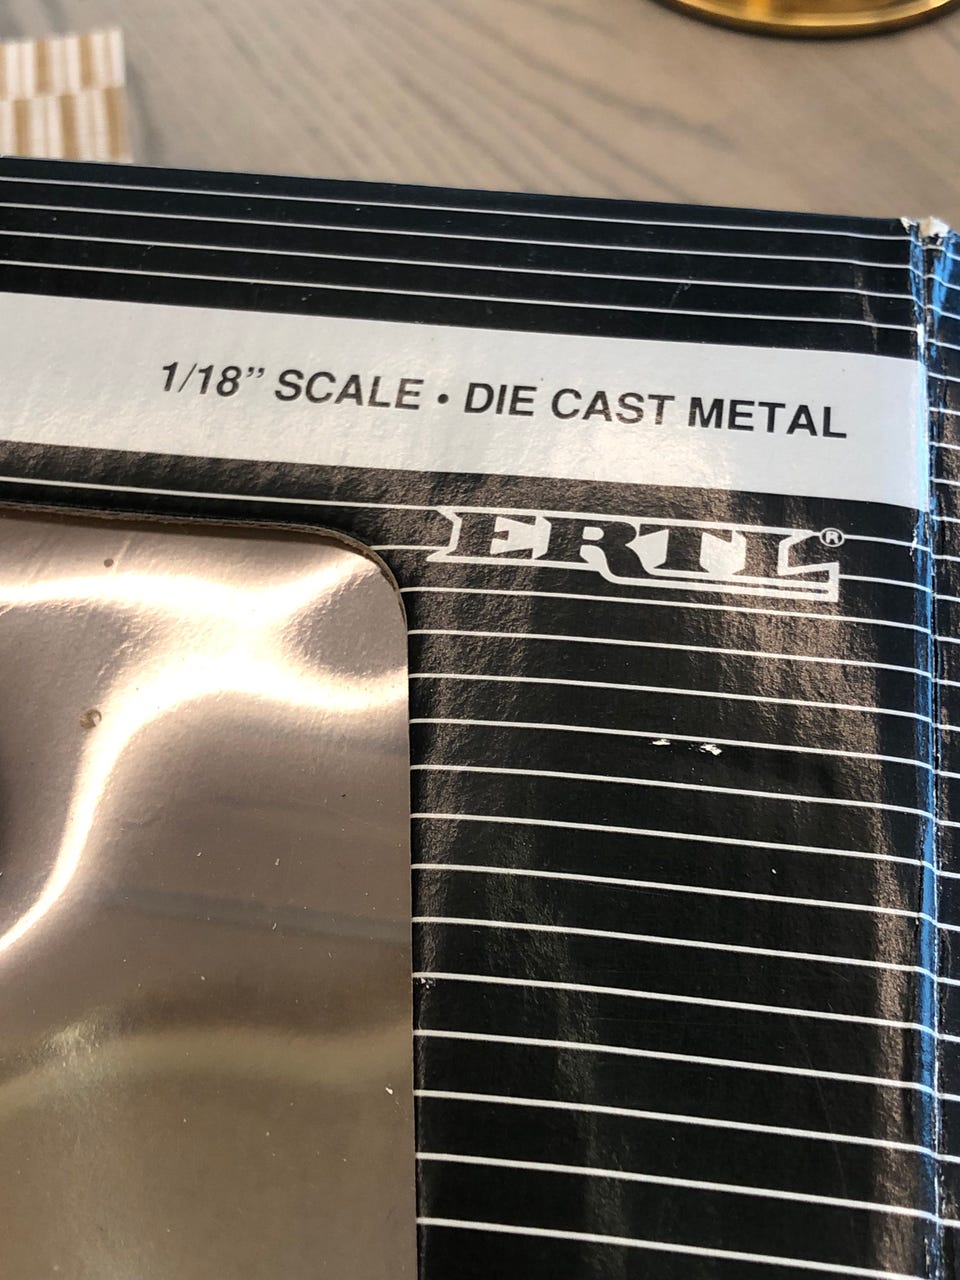 1/18” SCALE • DIE CAST METAL
ERTL®